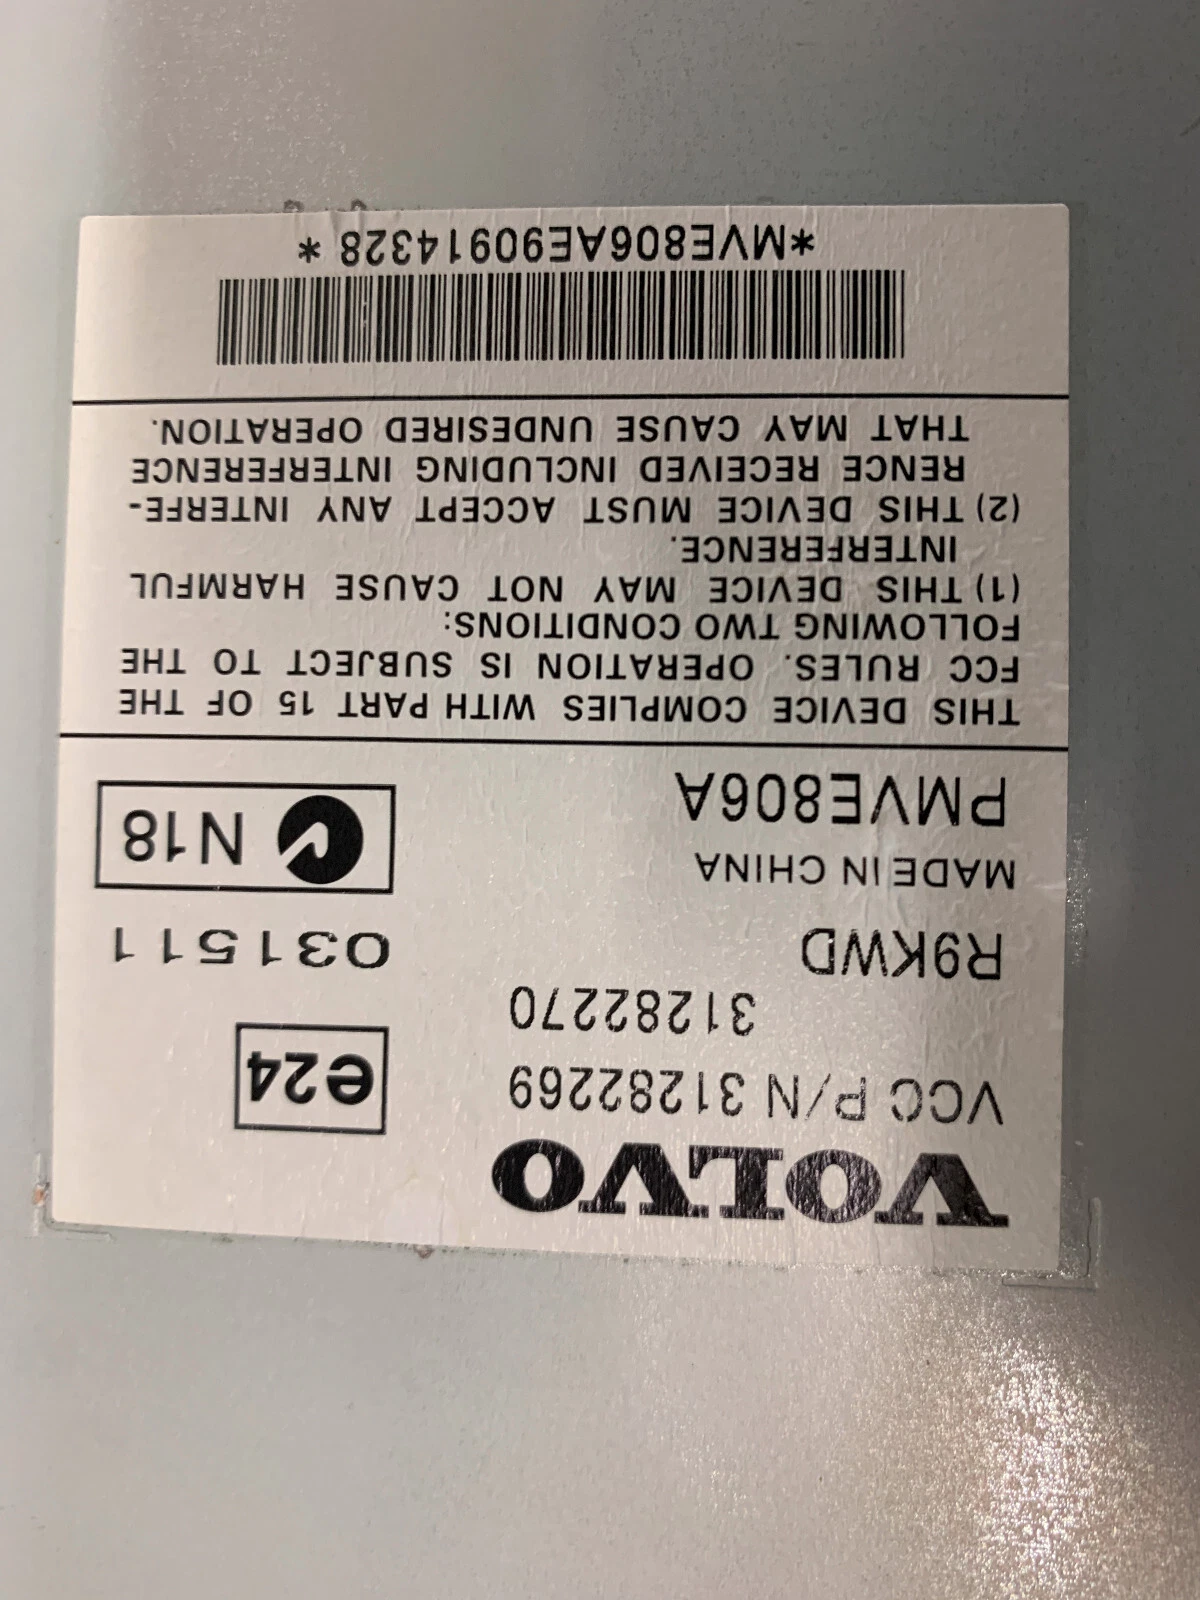 VOLVO
VCC P/N 31282269
31282270
e24
R9KWD
031511
MADE IN CHINA
PMVE806A
N18
THIS DEVICE COMPLIES WITH PART 15 OF THE
FCC RULES. OPERATION IS SUBJECT TO THE
FOLLOWING TWO CONDITIONS:
(1) THIS DEVICE MAY NOT CAUSE HARMFUL
INTERFERENCE.
(2) THIS DEVICE MUST ACCEPT ANY INTERFE-
RENCE RECEIVED INCLUDING INTERFERENCE
THAT MAY CAUSE UNDESIRED OPERATION.
*MVE806AE90914328 *